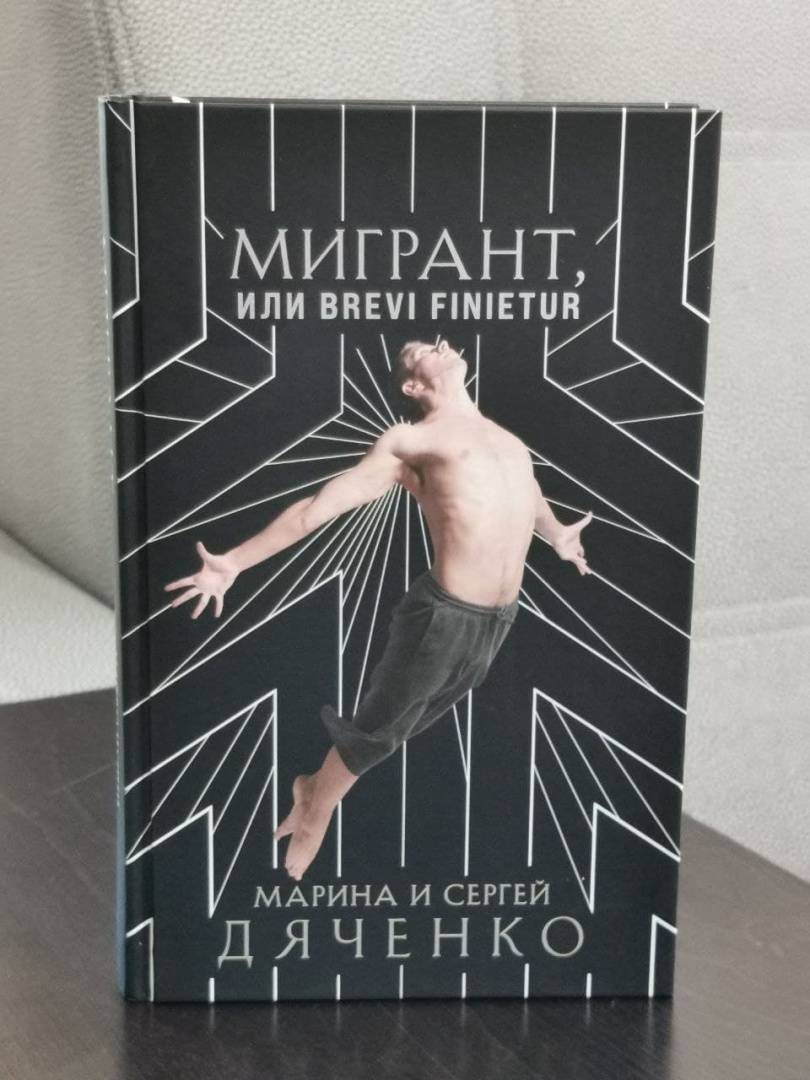 МИГРАНТ,
ИЛИ BREVI FINIETUR
МАРИНА И СЕРГЕЙ
ДЯЧЕНКО